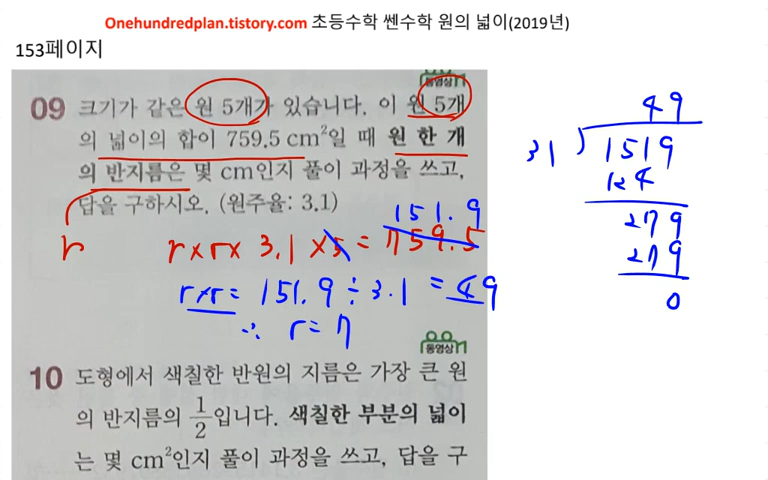 Onehundredplan.tistory.com 초등수학 쎈수학 원의 넓이(2019년)
153페이지
동영상
09 크기가 같은 원 5개가 있습니다. 이 원 5개
의 넓이의 합이 759.5 cm²일 때 원 한 개
의 반지름은 몇 cm인지 풀이 과정을 쓰고,
답을 구하시오. (원주율: 3.1)
151.9
r r×r×3.1×5=759.5
r×r=151.9÷3.1=49
∴ r=7
49
31)1519
124
279
279
0
동영상
10 도형에서 색칠한 반원의 지름은 가장 큰 원
의 반지름의 1/2입니다. 색칠한 부분의 넓이
는 몇 cm²인지 풀이 과정을 쓰고, 답을 구